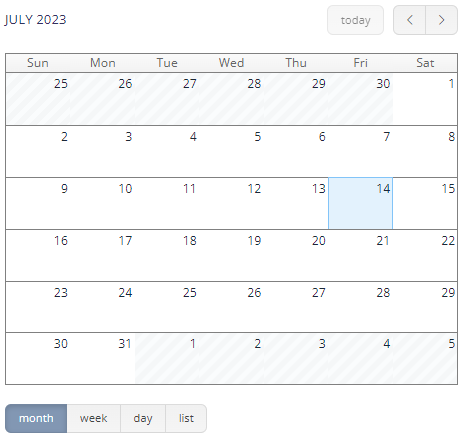 JULY 2023 today
Sun Mon Tue Wed Thu Fri Sat
25 26 27 28 29 30 1
2 3 4 5 6 7 8
9 10 11 12 13 14 15
16 17 18 19 20 21 22
23 24 25 26 27 28 29
30 31 1 2 3 4 5
month week day list